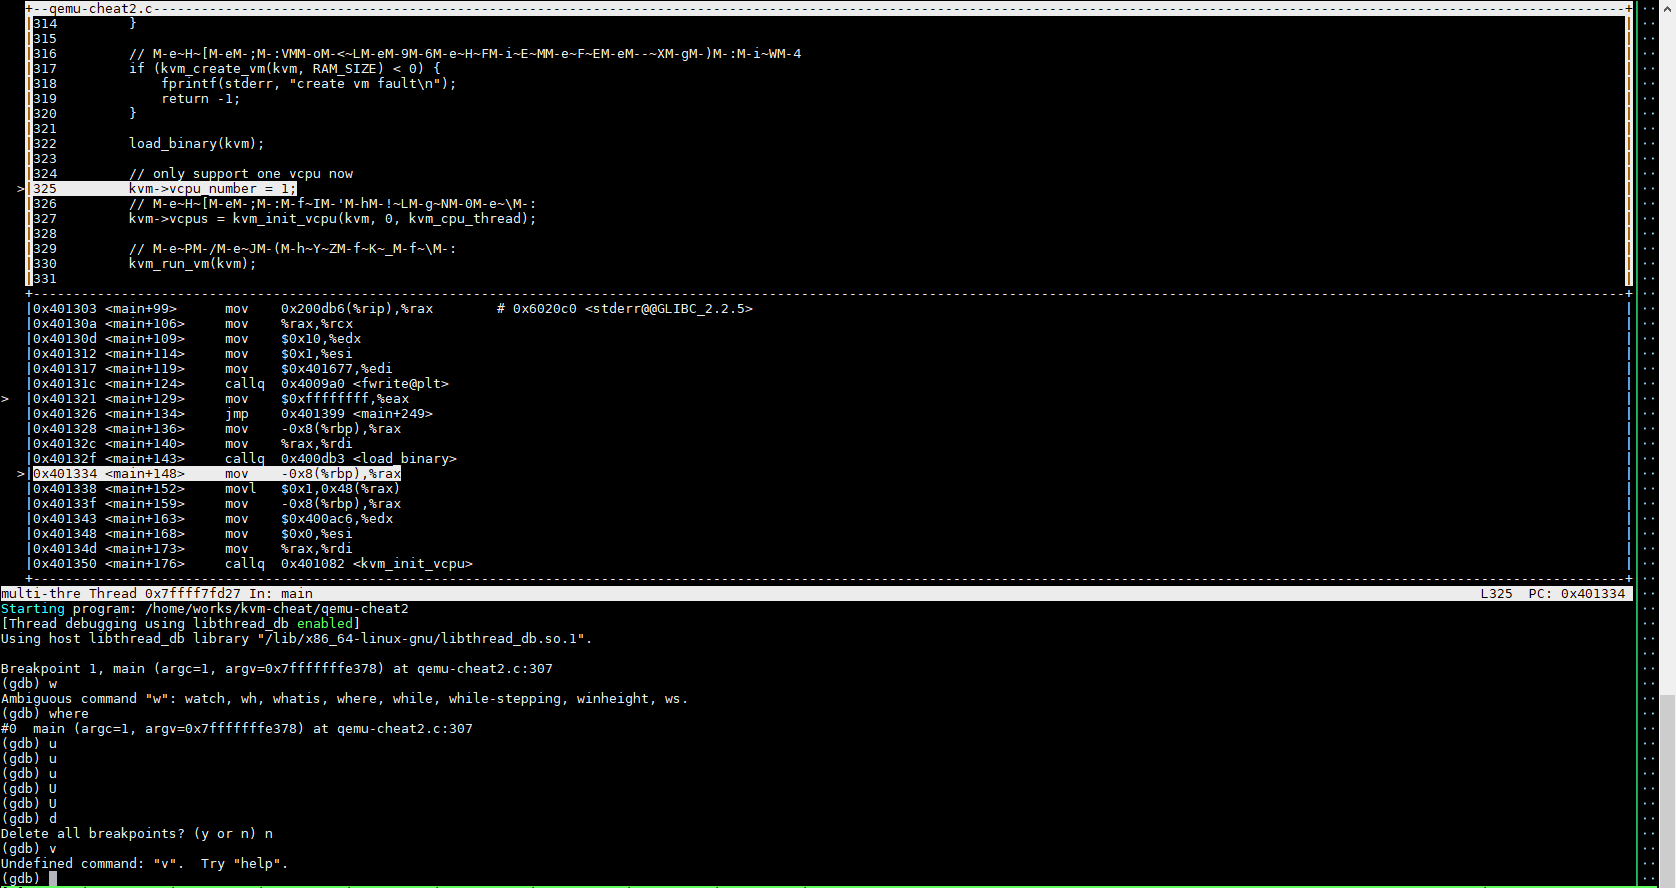 +--qemu-cheat2.c--+
314 }
315
316 // M-e~H~[M-eM-;M-:VMM-oM-<~LM-eM-9M-6M-e~H~FM-i~E~MM-e~F~EM-eM--~XM-gM-)M-:M-i~WM-4
317 if (kvm_create_vm(kvm, RAM_SIZE) < 0) {
318 fprintf(stderr, "create vm fault\n");
319 return -1;
320 }
321
322 load_binary(kvm);
323
324 // only support one vcpu now
>325 kvm->vcpu_number = 1;
326 // M-e~H~[M-eM-;M-:M-f~IM-'M-hM-!~LM-g~NM-0M-e~\M-:
327 kvm->vcpus = kvm_init_vcpu(kvm, 0, kvm_cpu_thread);
328
329 // M-e~PM-/M-e~JM-(M-h~Y~ZM-f~K~_M-f~\M-:
330 kvm_run_vm(kvm);
331
|0x401303 <main+99> mov 0x200db6(%rip),%rax # 0x6020c0 <stderr@@GLIBC_2.2.5>
|0x40130a <main+106> mov %rax,%rcx
|0x40130d <main+109> mov $0x10,%edx
|0x401312 <main+114> mov $0x1,%esi
|0x401317 <main+119> mov $0x401677,%edi
|0x40131c <main+124> callq 0x4009a0 <fwrite@plt>
> |0x401321 <main+129> mov $0xffffffff,%eax
|0x401326 <main+134> jmp 0x401399 <main+249>
|0x401328 <main+136> mov -0x8(%rbp),%rax
|0x40132c <main+140> mov %rax,%rdi
|0x40132f <main+143> callq 0x400db3 <load_binary>
>|0x401334 <main+148> mov -0x8(%rbp),%rax
|0x401338 <main+152> movl $0x1,0x48(%rax)
|0x40133f <main+159> mov -0x8(%rbp),%rax
|0x401343 <main+163> mov $0x400ac6,%edx
|0x401348 <main+168> mov $0x0,%esi
|0x40134d <main+173> mov %rax,%rdi
|0x401350 <main+176> callq 0x401082 <kvm_init_vcpu>
multi-thre Thread 0x7ffff7fd27 In: main L325 PC: 0x401334
Starting program: /home/works/kvm-cheat/qemu-cheat2
[Thread debugging using libthread_db enabled]
Using host libthread_db library "/lib/x86_64-linux-gnu/libthread_db.so.1".
Breakpoint 1, main (argc=1, argv=0x7fffffffe378) at qemu-cheat2.c:307
(gdb) w
Ambiguous command "w": watch, wh, whatis, where, while, while-stepping, winheight, ws.
(gdb) where
#0 main (argc=1, argv=0x7fffffffe378) at qemu-cheat2.c:307
(gdb) u
(gdb) u
(gdb) u
(gdb) U
(gdb) U
(gdb) d
Delete all breakpoints? (y or n) n
(gdb) v
Undefined command: "v". Try "help".
(gdb)